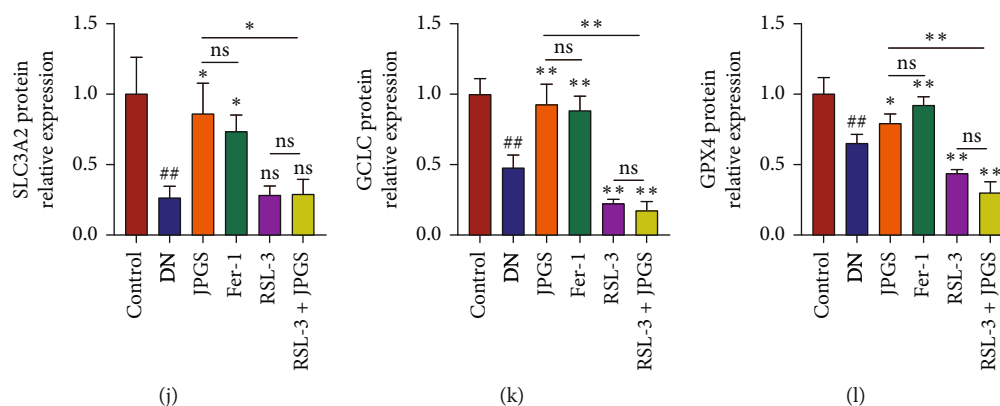 SLC3A2 protein
relative expression
1.5
1.0
0.5
0.0
*
ns
*
*
##
ns
ns
ns
Control
DN
JPGS
Fer-1
RSL-3
RSL-3 + JPGS
(j)
GCLC protein
relative expression
1.5
1.0
0.5
0.0
**
ns
**
**
##
ns
**
**
Control
DN
JPGS
Fer-1
RSL-3
RSL-3 + JPGS
(k)
GPX4 protein
relative expression
1.5
1.0
0.5
0.0
**
ns
**
*
##
ns
**
**
Control
DN
JPGS
Fer-1
RSL-3
RSL-3 + JPGS
(l)